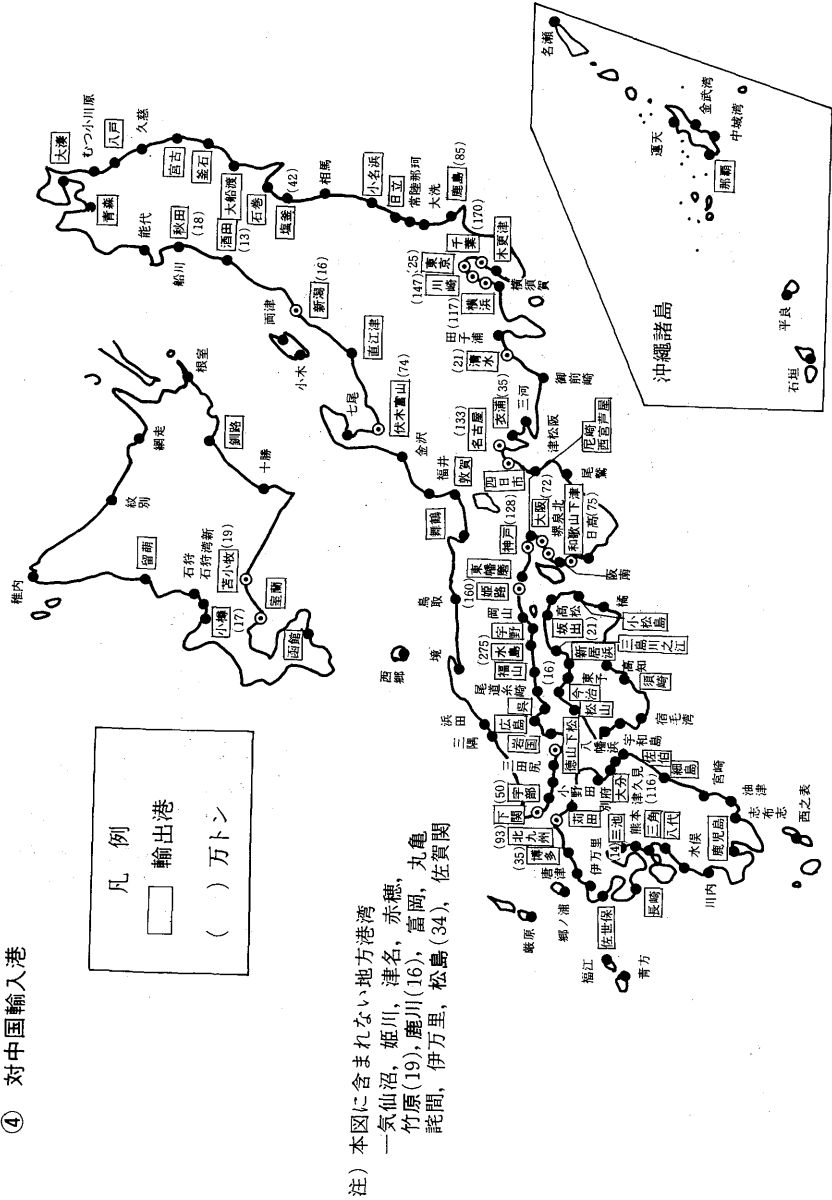 ④ 対中国輸入港
凡 例
輸出港
( ) 万トン
注) 本図に含まれない地方港湾
―気仙沼, 姫川, 津名, 赤穂,
竹原(19), 鹿川(16), 富岡, 丸亀
詫間, 伊万里, 松島(34), 佐賀関
稚内
紋別
網走
根室
留萌
釧路
石狩
石狩湾新
十勝
小樽
(17)
苫小牧(19)
室蘭
函館
大湊
むつ小川原
青森
八戸
久慈
能代
宮古
釜石
秋田
(18)
船川
大船渡
酒田
(13)
石巻
塩釜
(42)
相馬
新潟
(16)
両津
小木
小名浜
日立
常陸那珂
大洗
鹿島
(85)
直江津
七尾
伏木富山
(74)
千葉
(170)
木更津
東京
(25)
川崎
(147)
横浜
(117)
横須賀
田子浦
清水
(21)
御前崎
金沢
福井
敦賀
舞鶴
衣浦
(35)
三河
名古屋
(133)
四日市
津松阪
尾鷲
尼崎
西宮芦屋
大阪
(72)
堺泉北
和歌山下津
日高(75)
阪南
神戸
(128)
東播磨
姫路
(160)
鳥取
岡山
宇野
水島
(275)
福山
尾道糸崎
呉
広島
岩国
境
西郷
浜田
三隅
高松
坂出
(21)
橘
小松島
三島川之江
新居浜
(16)
東予
今治
松山
高知
須崎
宿毛湾
宇和島
八幡浜
徳山下松
三田尻
宇部
(50)
小野田
下関
北九州
(93)
苅田
博多
(35)
唐津
伊万里
別府
大分
(116)
津久見
佐伯
細島
宮崎
油津
志布志
西之表
鹿児島
川内
水俣
八代
三角
熊本
三池
(14)
長崎
佐世保
郷ノ浦
厳原
福江
青方
沖縄諸島
名瀬
運天
金武湾
中城湾
那覇
平良
石垣